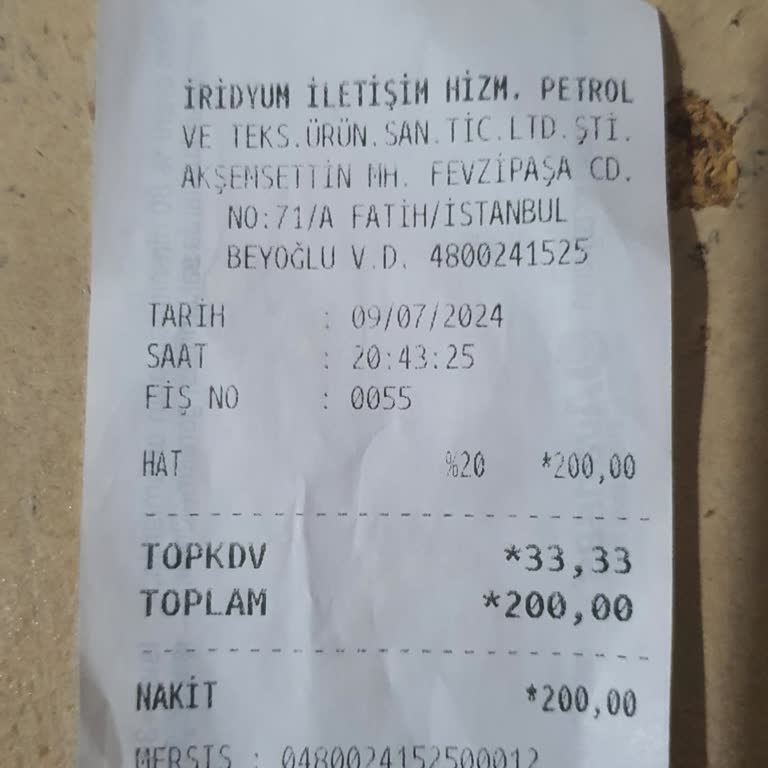 İRİDYUM İLETİŞİM HİZM. PETROL
VE TEKS.ÜRÜN.SAN.TİC.LTD.ŞTİ.
AKŞEMSETTİN MH. FEVZİPAŞA CD.
NO:71/A FATİH/İSTANBUL
BEYOĞLU V.D. 4800241525
TARİH : 09/07/2024
SAAT : 20:43:25
FİŞ NO : 0055
HAT %20 *200,00
TOPKDV *33,33
TOPLAM *200,00
NAKİT *200,00
MERSIS : 0480024152500012